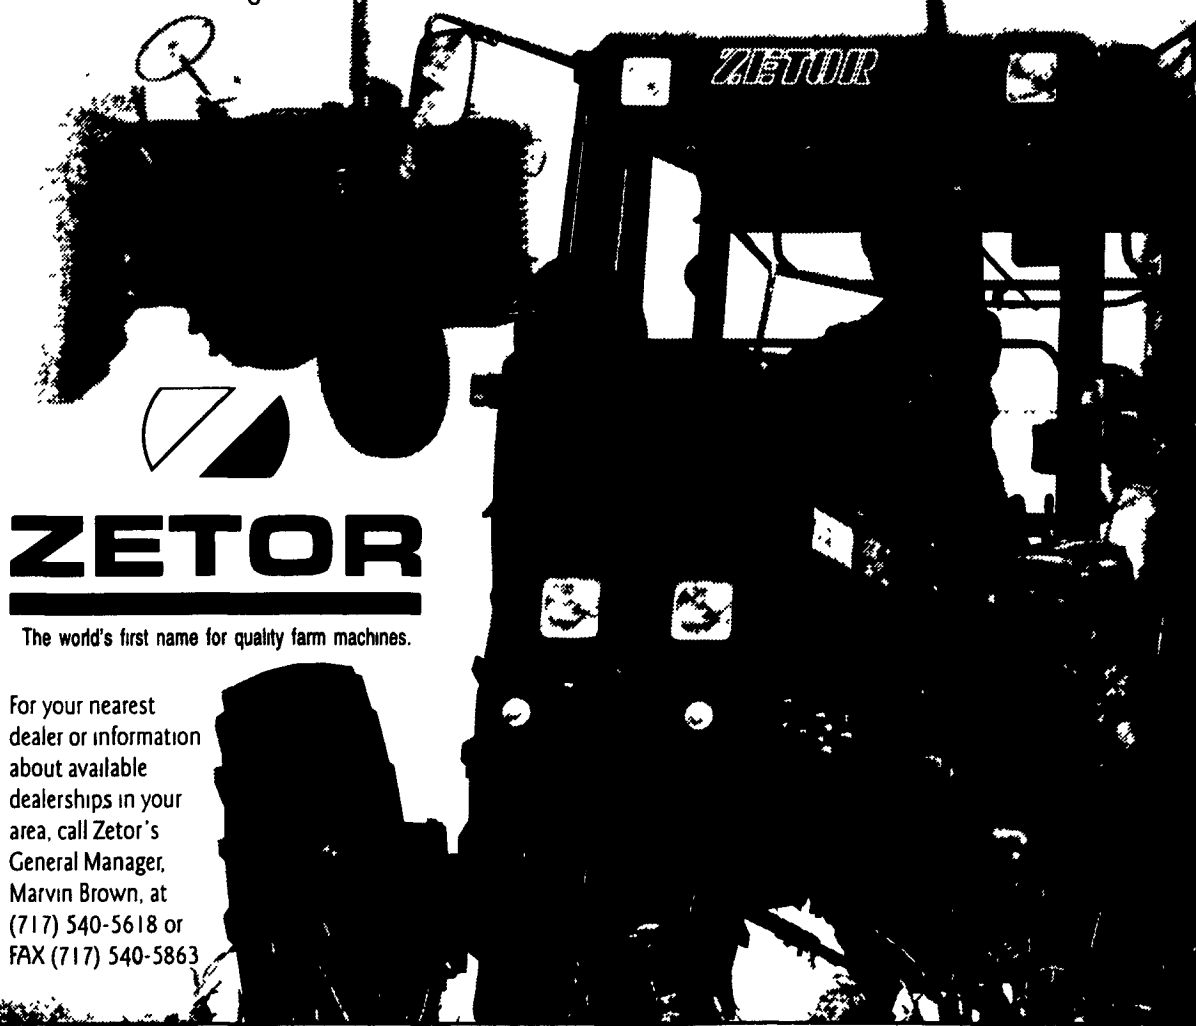 ZETOR
ZETOR
The world's first name for quality farm machines.
For your nearest
dealer or information
about available
dealerships in your
area, call Zetor's
General Manager,
Marvin Brown, at
(717) 540-5618 or
FAX (717) 540-5863